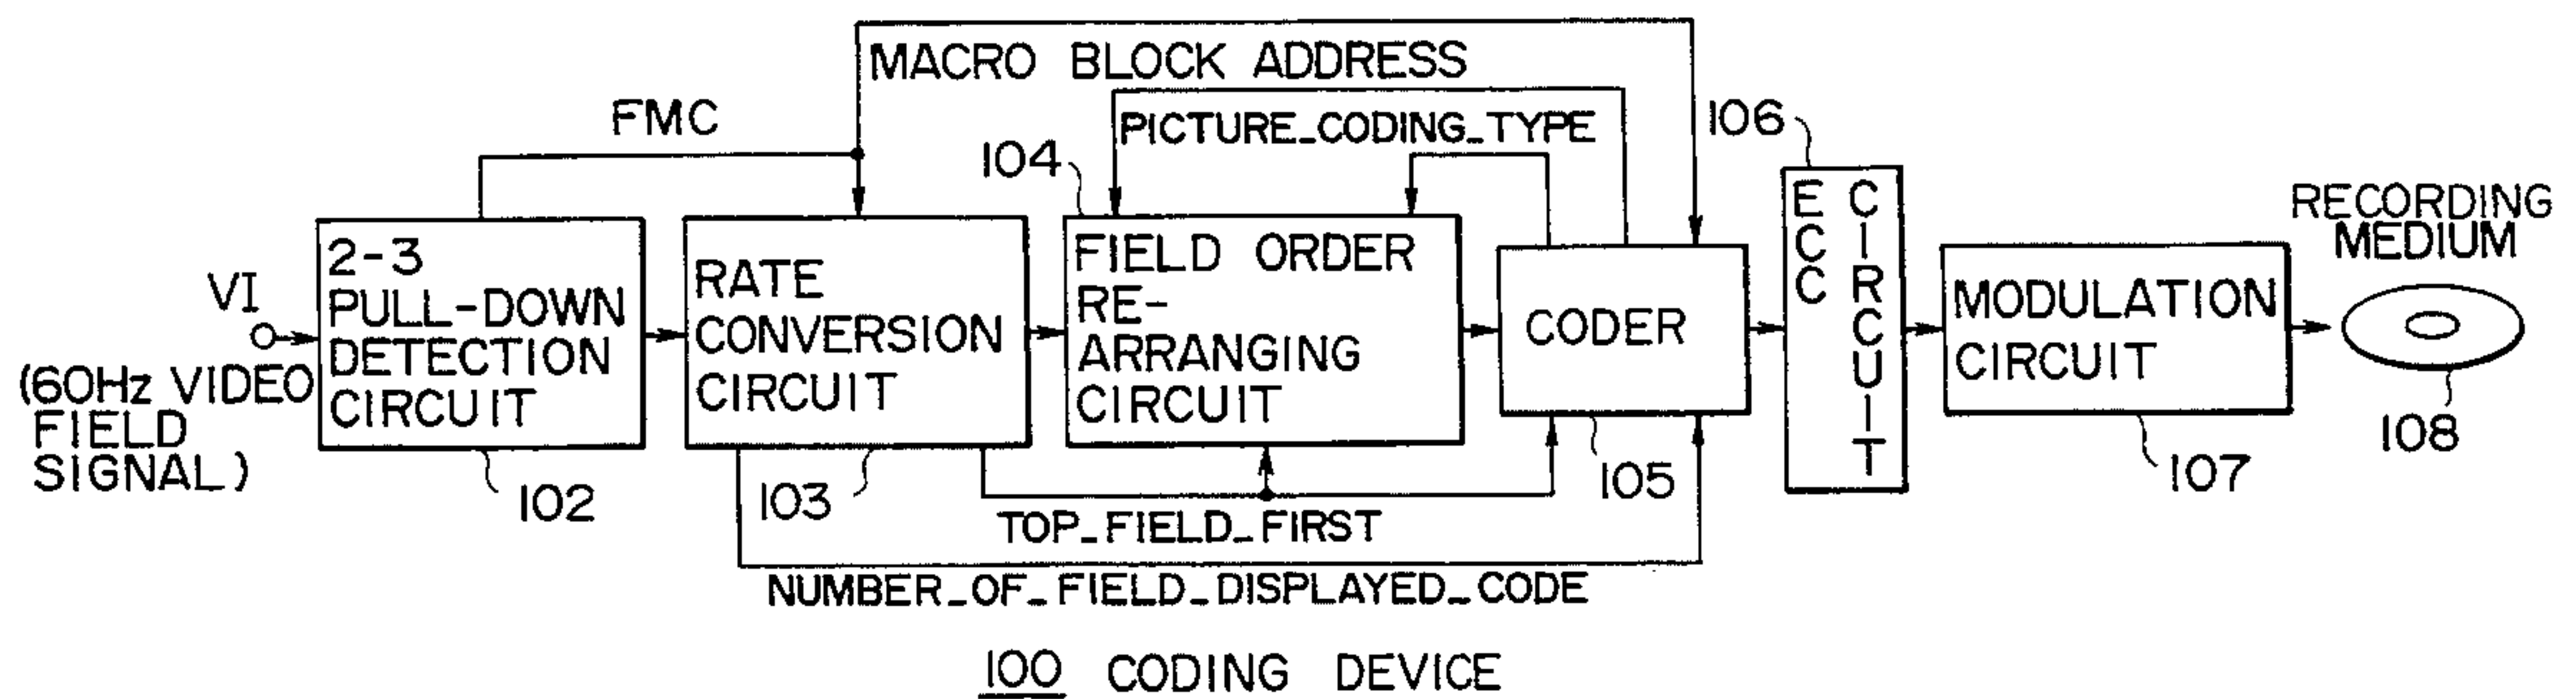 MACRO BLOCK ADDRESS
FMC
PICTURE_CODING_TYPE
104
106
2-3
PULL-DOWN
DETECTION
CIRCUIT
VI
(60Hz VIDEO
FIELD
SIGNAL)
102
RATE
CONVERSION
CIRCUIT
103
FIELD ORDER
RE-
ARRANGING
CIRCUIT
CODER
105
ECC
CIRCUIT
MODULATION
CIRCUIT
107
RECORDING
MEDIUM
108
TOP_FIELD_FIRST
NUMBER_OF_FIELD_DISPLAYED_CODE
100 CODING DEVICE